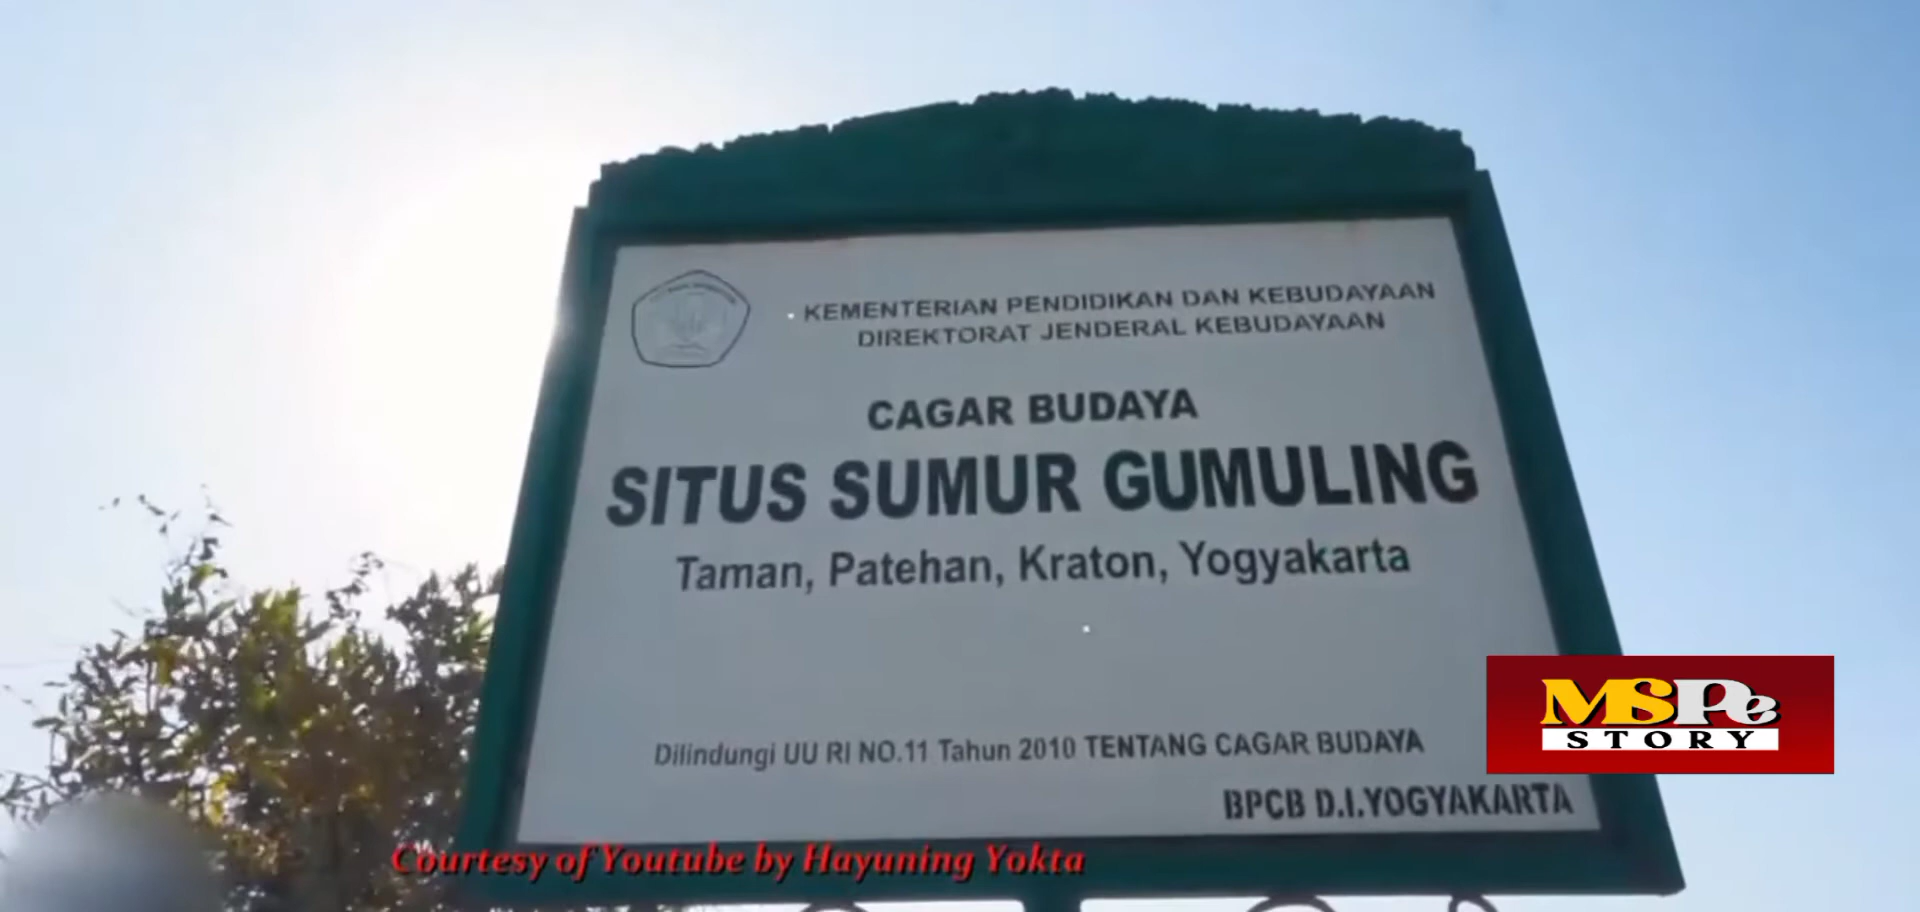 KEMENTERIAN PENDIDIKAN DAN KEBUDAYAAN
DIREKTORAT JENDERAL KEBUDAYAAN
CAGAR BUDAYA
SITUS SUMUR GUMULING
Taman, Patehan, Kraton, Yogyakarta
Dilindungi UU RI NO.11 Tahun 2010 TENTANG CAGAR BUDAYA
BPCB D.I.YOGYAKARTA
MSPe
STORY
Courtesy of Youtube by Hayuning Yokta